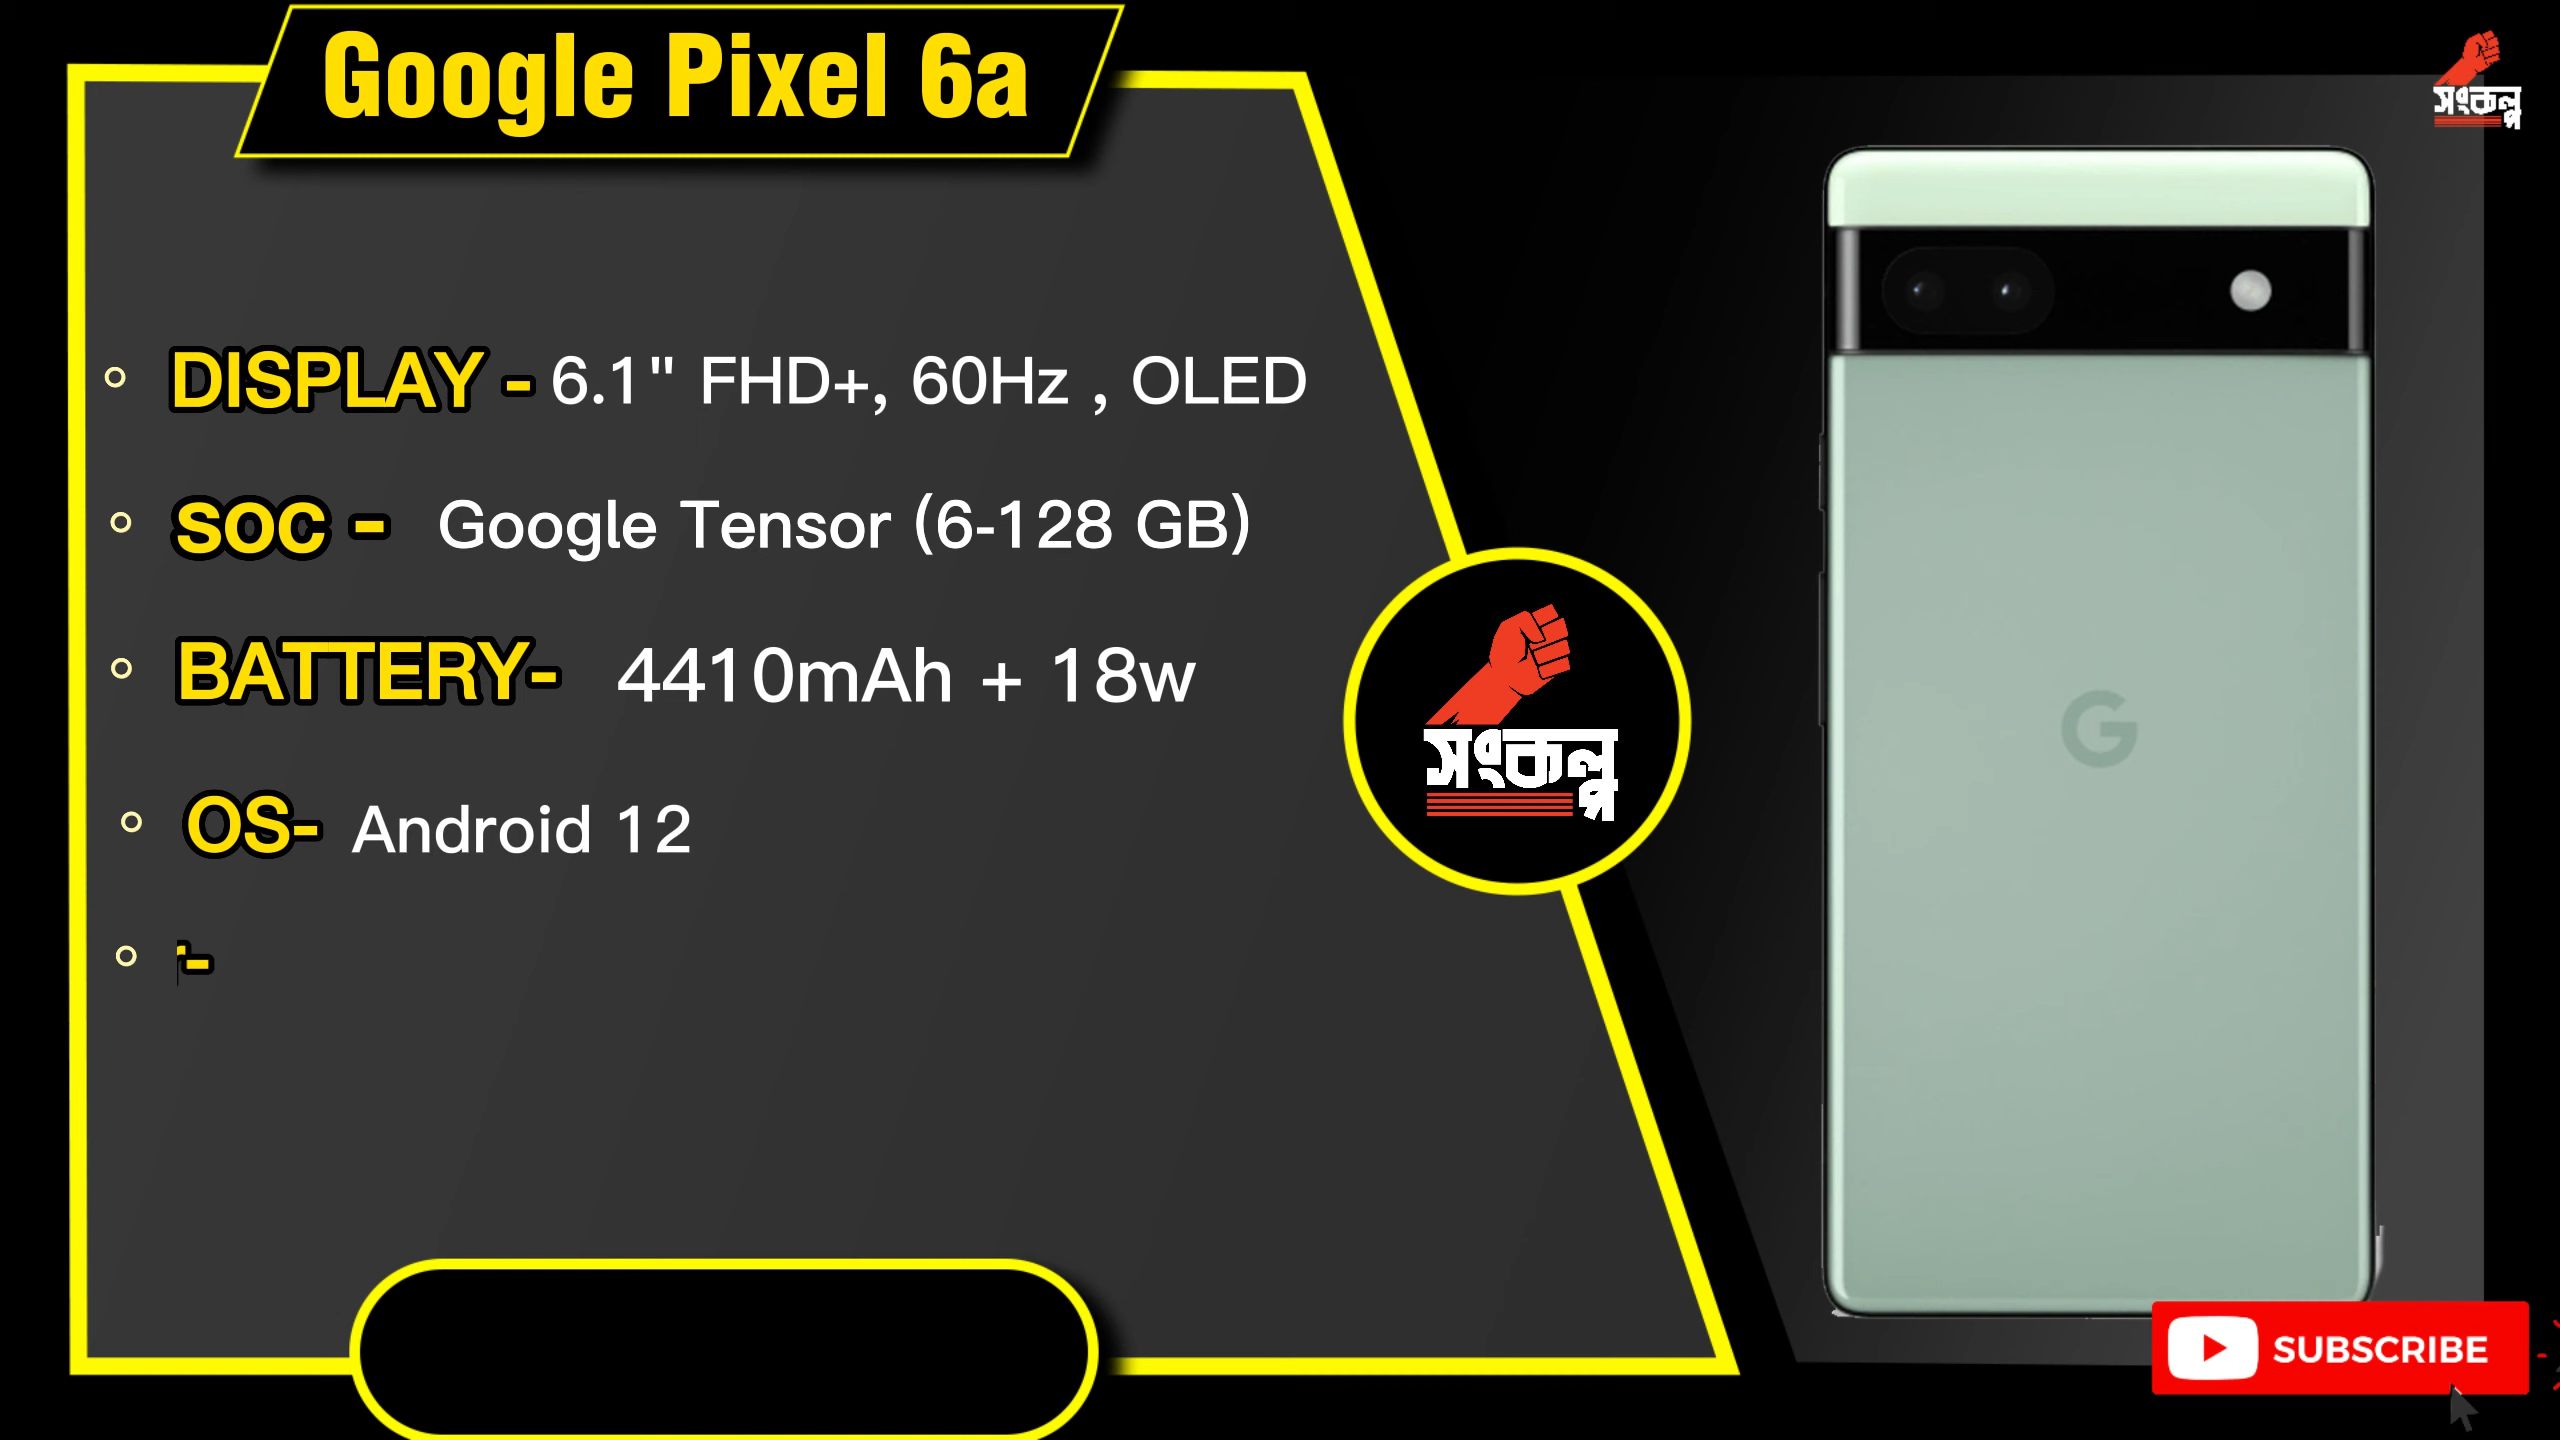 Google Pixel 6a
সংকল্প
DISPLAY - 6.1" FHD+, 60Hz , OLED
SOC - Google Tensor (6-128 GB)
BATTERY- 4410mAh + 18w
সংকল্প
OS- Android 12
SUBSCRIBE